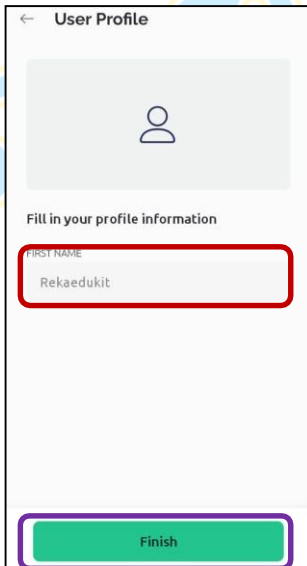 ← User Profile
Fill in your profile information
FIRST NAME
Rekaedukit
Finish